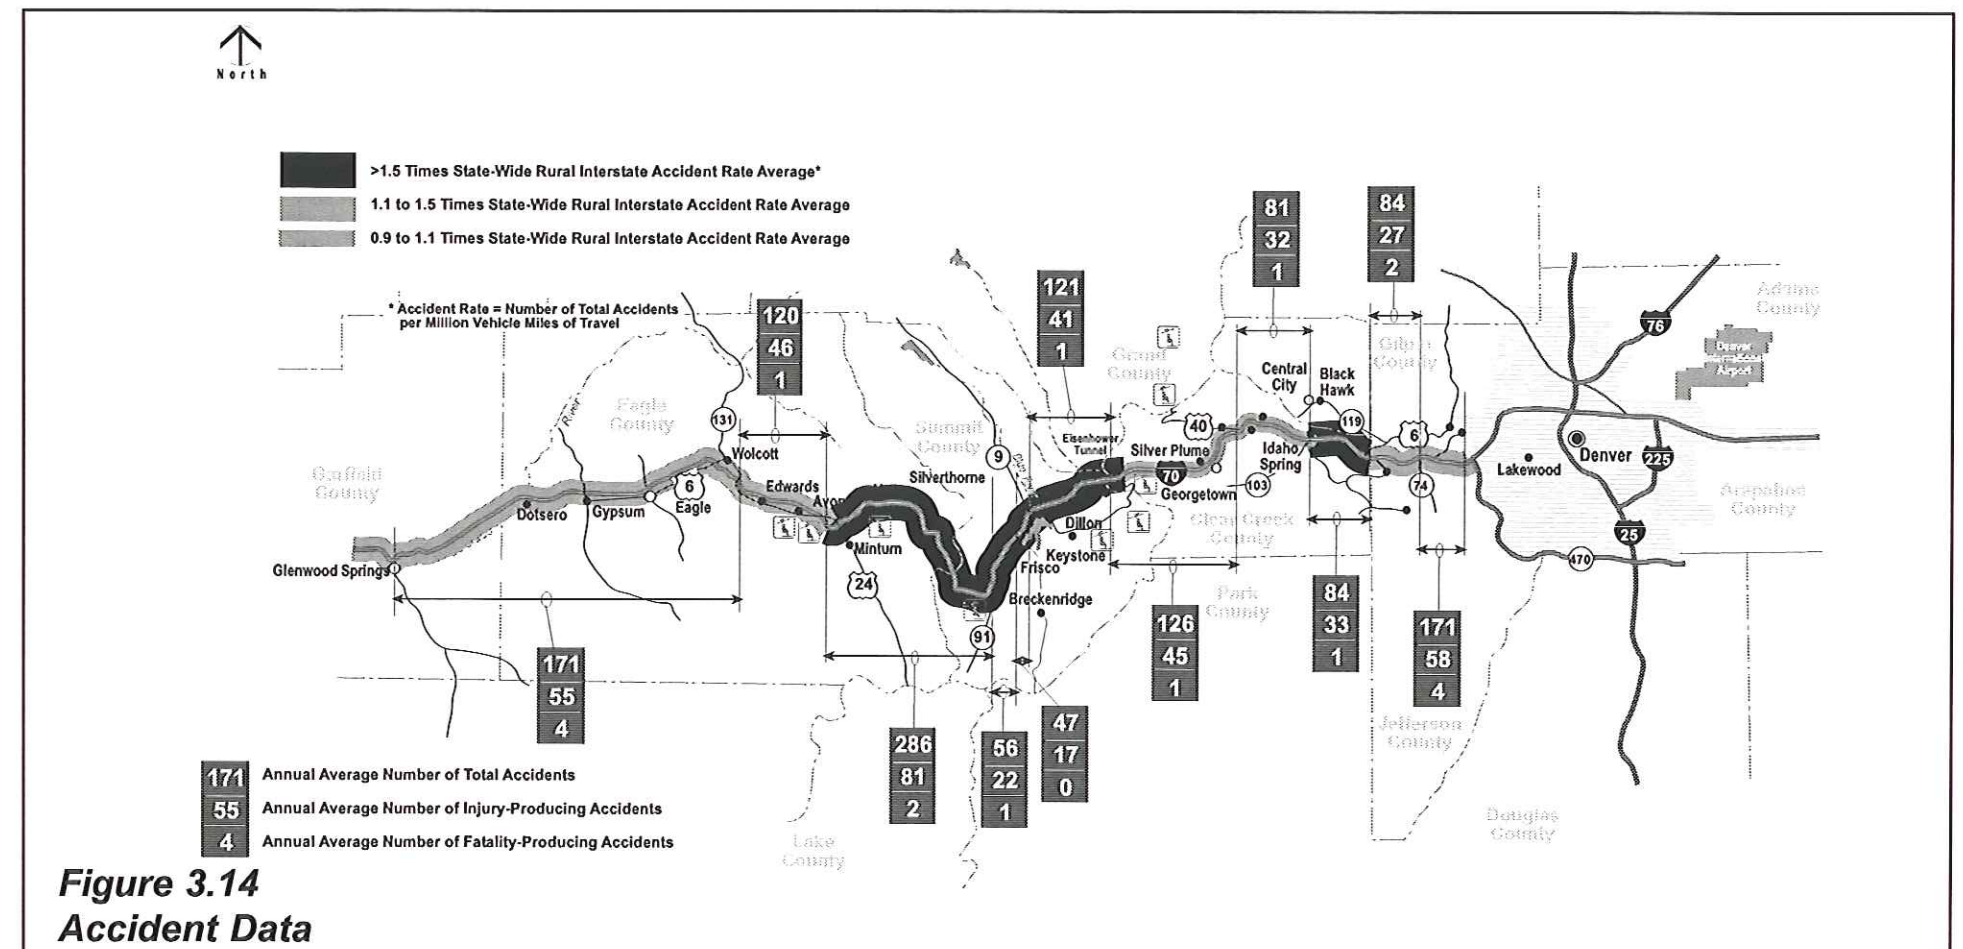 North
>1.5 Times State-Wide Rural Interstate Accident Rate Average*
1.1 to 1.5 Times State-Wide Rural Interstate Accident Rate Average
0.9 to 1.1 Times State-Wide Rural Interstate Accident Rate Average
* Accident Rate = Number of Total Accidents
per Million Vehicle Miles of Travel
120
46
1
121
41
1
81
32
1
84
27
2
Adams
County
76
Denver
International
Airport
Grand
County
Gilpin
County
Central
City
Black
Hawk
Eagle
County
River
131
Summit
County
9
Eisenhower
Tunnel
40
119
6
Denver
225
Wolcott
Silver Plume
Idaho
Spring
Lakewood
Garfield
County
6
Eagle
Edwards
Avon
Silverthorne
70
Georgetown
103
74
Arapahoe
County
Dotsero
Gypsum
Dillon
Clear Creek
County
25
Minturn
Keystone
Glenwood Springs
Frisco
470
24
Breckenridge
Park
County
91
171
55
4
126
45
1
84
33
1
171
58
4
286
81
2
56
22
1
47
17
0
Jefferson
County
Douglas
County
Lake
County
171 Annual Average Number of Total Accidents
55 Annual Average Number of Injury-Producing Accidents
4 Annual Average Number of Fatality-Producing Accidents
Figure 3.14
Accident Data